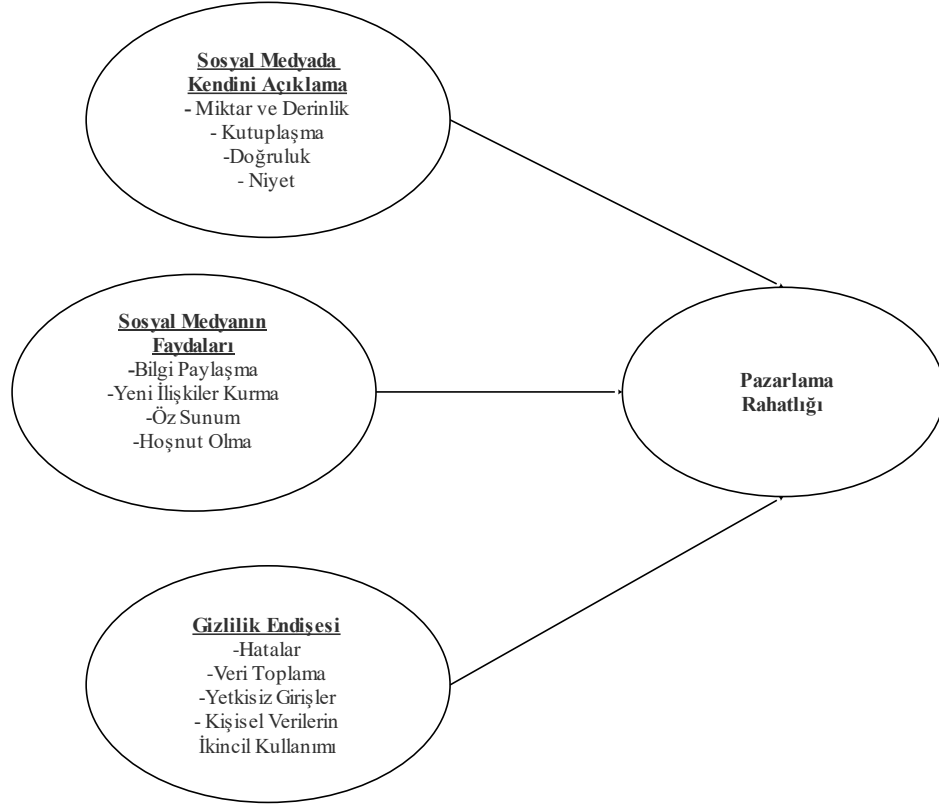 Sosyal Medyada
Kendini Açıklama
- Miktar ve Derinlik
- Kutuplaşma
-Doğruluk
- Niyet
Sosyal Medyanın
Faydaları
-Bilgi Paylaşma
-Yeni İlişkiler Kurma
-Öz Sunum
-Hoşnut Olma
Pazarlama
Rahatlığı
Gizlilik Endişesi
-Hatalar
-Veri Toplama
-Yetkisiz Girişler
- Kişisel Verilerin
İkincil Kullanımı